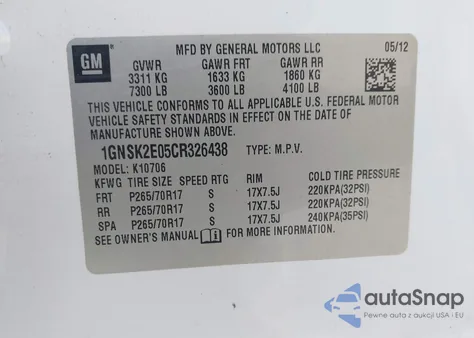 MFD BY GENERAL MOTORS LLC 05/12
GM
GVWR GAWR FRT GAWR RR
3311 KG 1633 KG 1860 KG
7300 LB 3600 LB 4100 LB
THIS VEHICLE CONFORMS TO ALL APPLICABLE U.S. FEDERAL MOTOR
VEHICLE SAFETY STANDARDS IN EFFECT ON THE DATE OF
MANUFACTURE SHOWN ABOVE.
1GNSK2E05CR326438 TYPE: M.P.V.
MODEL: K10706
KFWG TIRE SIZE SPEED RTG RIM COLD TIRE PRESSURE
FRT P265/70R17 S 17X7.5J 220KPA(32PSI)
RR P265/70R17 S 17X7.5J 220KPA(32PSI)
SPA P265/70R17 S 17X7.5J 240KPA(35PSI)
SEE OWNER'S MANUAL FOR MORE INFORMATION.
autoSnap
Pewne auta z aukcji USA i EU